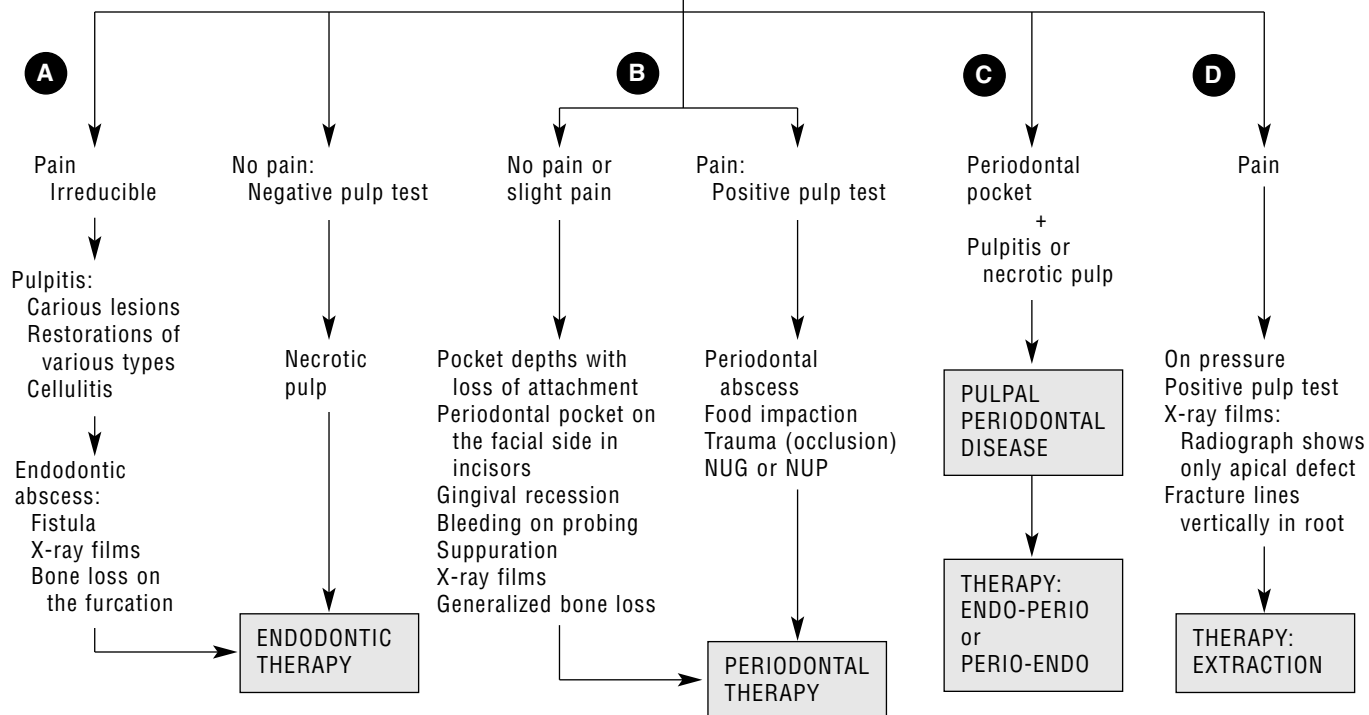 A
B
C
D
Pain
Irreducible
Pulpitis:
Carious lesions
Restorations of
various types
Cellulitis
Endodontic
abscess:
Fistula
X-ray films
Bone loss on
the furcation
No pain:
Negative pulp test
Necrotic
pulp
ENDODONTIC
THERAPY
No pain or
slight pain
Pocket depths with
loss of attachment
Periodontal pocket on
the facial side in
incisors
Gingival recession
Bleeding on probing
Suppuration
X-ray films
Generalized bone loss
Pain:
Positive pulp test
Periodontal
abscess
Food impaction
Trauma (occlusion)
NUG or NUP
PERIODONTAL
THERAPY
Periodontal
pocket
+
Pulpitis or
necrotic pulp
PULPAL
PERIODONTAL
DISEASE
THERAPY:
ENDO-PERIO
or
PERIO-ENDO
Pain
On pressure
Positive pulp test
X-ray films:
Radiograph shows
only apical defect
Fracture lines
vertically in root
THERAPY:
EXTRACTION